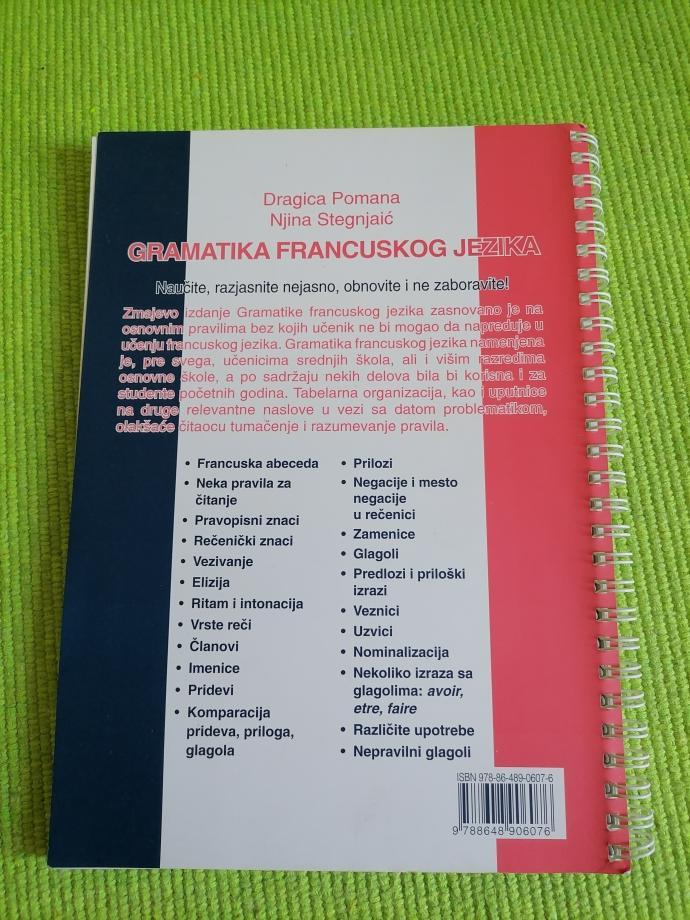 Dragica Pomana
Njina Stegnjaić
GRAMATIKA FRANCUSKOG JEZIKA
Naučite, razjasnite nejasno, obnovite i ne zaboravite!
Zmajevo izdanje Gramatike francuskog jezika zasnovano je na
osnovnim pravilima bez kojih učenik ne bi mogao da napreduje u
učenju francuskog jezika. Gramatika francuskog jezika namenjena
je, pre svega, učenicima srednjih škola, ali i višim razredima
osnovne škole, a po sadržaju nekih delova bila bi korisna i za
studente početnih godina. Tabelarna organizacija, kao i uputnice
na druge relevantne naslove u vezi sa datom problematikom,
olakšaće čitaocu tumačenje i razumevanje pravila.
• Francuska abeceda
• Neka pravila za
čitanje
• Pravopisni znaci
• Rečenički znaci
• Vezivanje
• Elizija
• Ritam i intonacija
• Vrste reči
• Članovi
• Imenice
• Pridevi
• Komparacija
prideva, priloga,
glagola
• Prilozi
• Negacije i mesto
negacije
u rečenici
• Zamenice
• Glagoli
• Predlozi i priloški
izrazi
• Veznici
• Uzvici
• Nominalizacija
• Nekoliko izraza sa
glagolima: avoir,
etre, faire
• Različite upotrebe
• Nepravilni glagoli
ISBN 978-86-489-0607-6
9 788648 906076